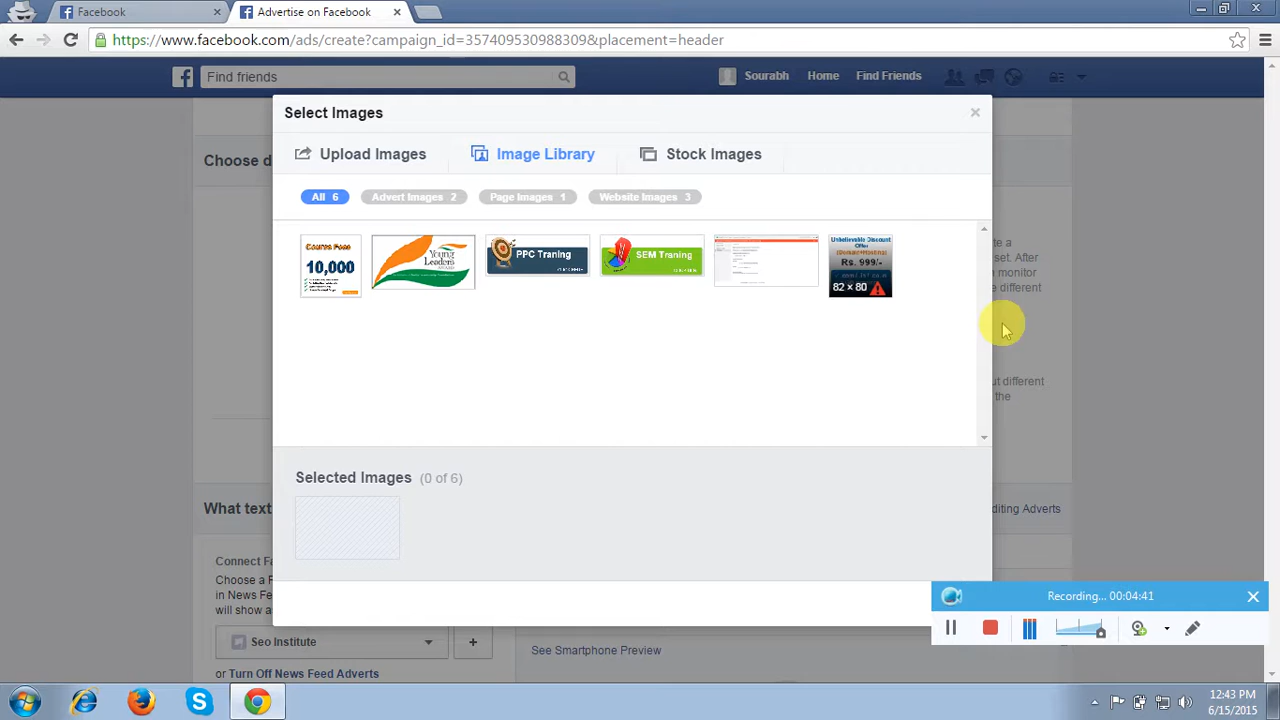 Facebook
Advertise on Facebook
https://www.facebook.com/ads/create?campaign_id=357409530988309&placement=header
Find friends
Sourabh
Home
Find Friends
Select Images
Choose d
Upload Images
Image Library
Stock Images
All 6
Advert Images 2
Page Images 1
Website Images 3
Course Fees
10,000
Young
Leaders
PPC Traning
SEM Traning
Unbelievable Discount
Offer
Rs. 999/-
82 × 80
te a
set. After
n monitor
e different
ut different
the
Selected Images (0 of 6)
What text
diting Adverts
Connect Fa
Choose a F
in News Fee
will show a
Seo Institute
+
or Turn Off News Feed Adverts
See Smartphone Preview
Recording... 00:04:41
12:43 PM
6/15/2015